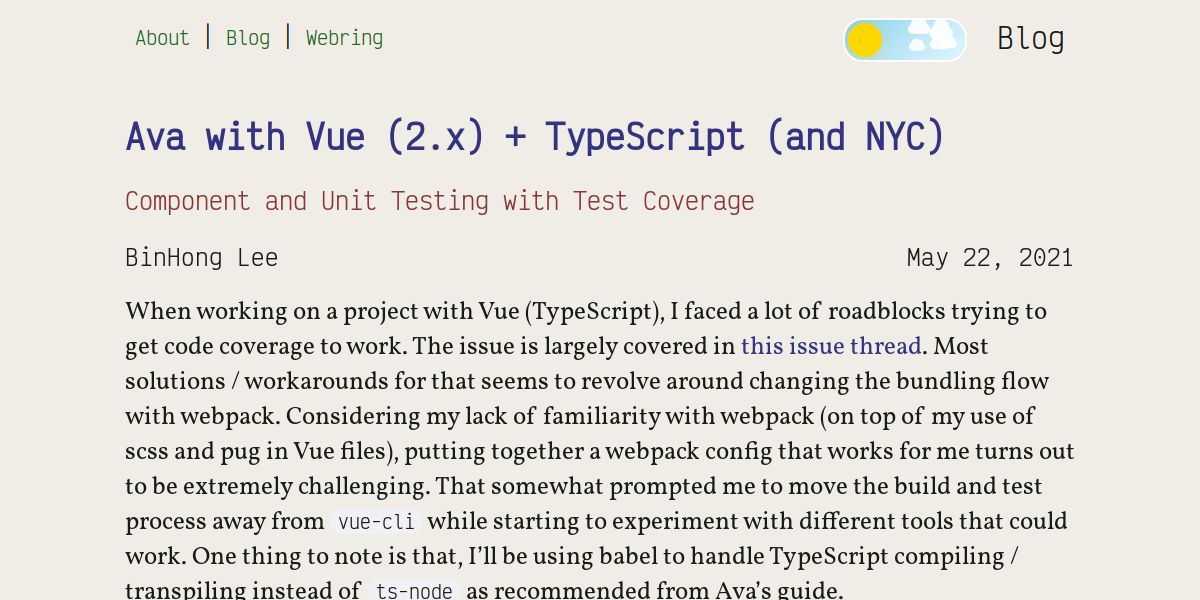 About | Blog | Webring
Blog
Ava with Vue (2.x) + TypeScript (and NYC)
Component and Unit Testing with Test Coverage
BinHong Lee
May 22, 2021
When working on a project with Vue (TypeScript), I faced a lot of roadblocks trying to
get code coverage to work. The issue is largely covered in this issue thread. Most
solutions / workarounds for that seems to revolve around changing the bundling flow
with webpack. Considering my lack of familiarity with webpack (on top of my use of
scss and pug in Vue files), putting together a webpack config that works for me turns out
to be extremely challenging. That somewhat prompted me to move the build and test
process away from vue-cli while starting to experiment with different tools that could
work. One thing to note is that, I’ll be using babel to handle TypeScript compiling /
transpiling instead of ts-node as recommended from Ava’s guide.